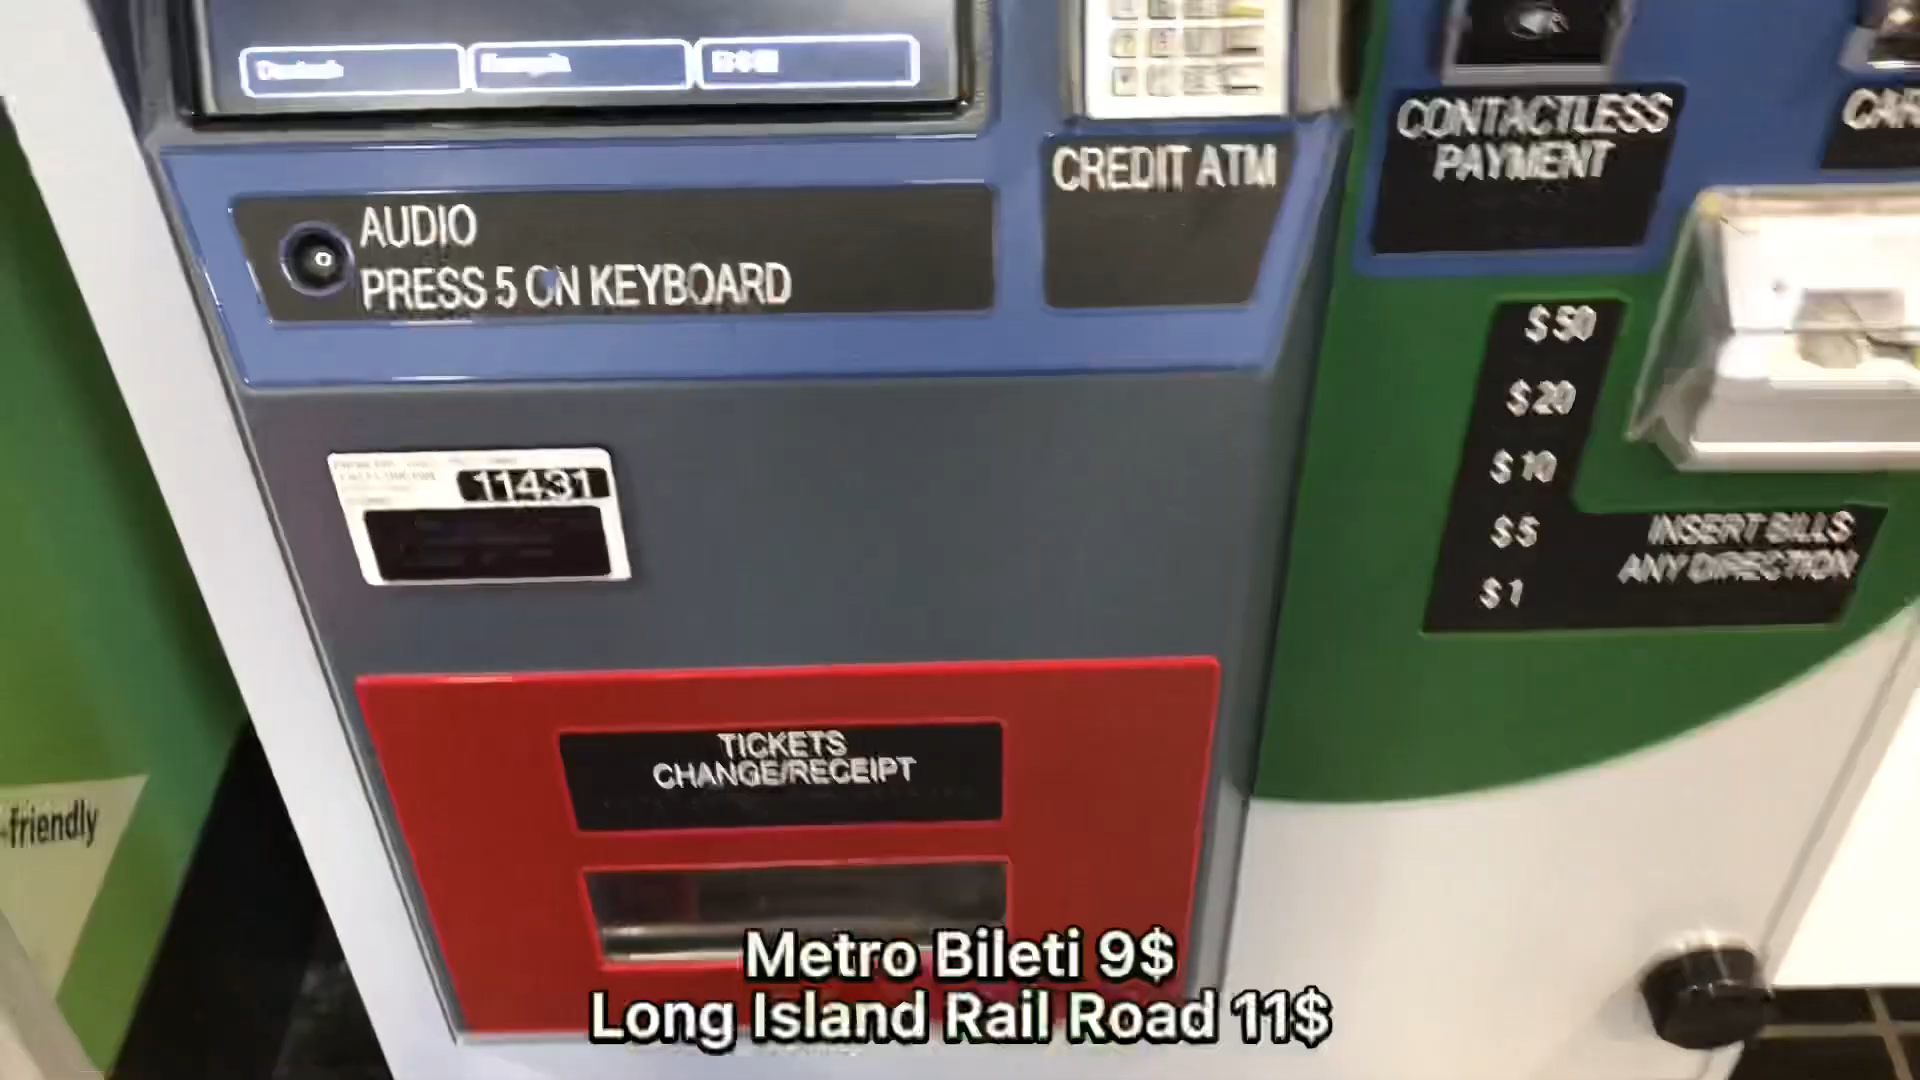 CONTACTLESS
PAYMENT
CAR
CREDIT ATM
AUDIO
PRESS 5 ON KEYBOARD
$ 50
$ 20
$ 10
$ 5
$ 1
INSERT BILLS
ANY DIRECTION
11431
TICKETS
CHANGE/RECEIPT
-friendly
Metro Bileti 9$
Long Island Rail Road 11$